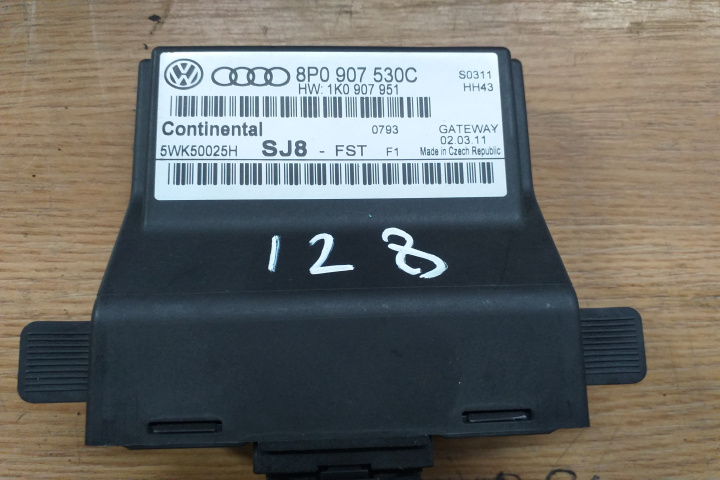 8P0 907 530C
HW: 1K0 907 951
S0311
HH43
Continental 0793 GATEWAY
02.03.11
5WK50025H SJ8 - FST F1 Made in Czech Republic
128